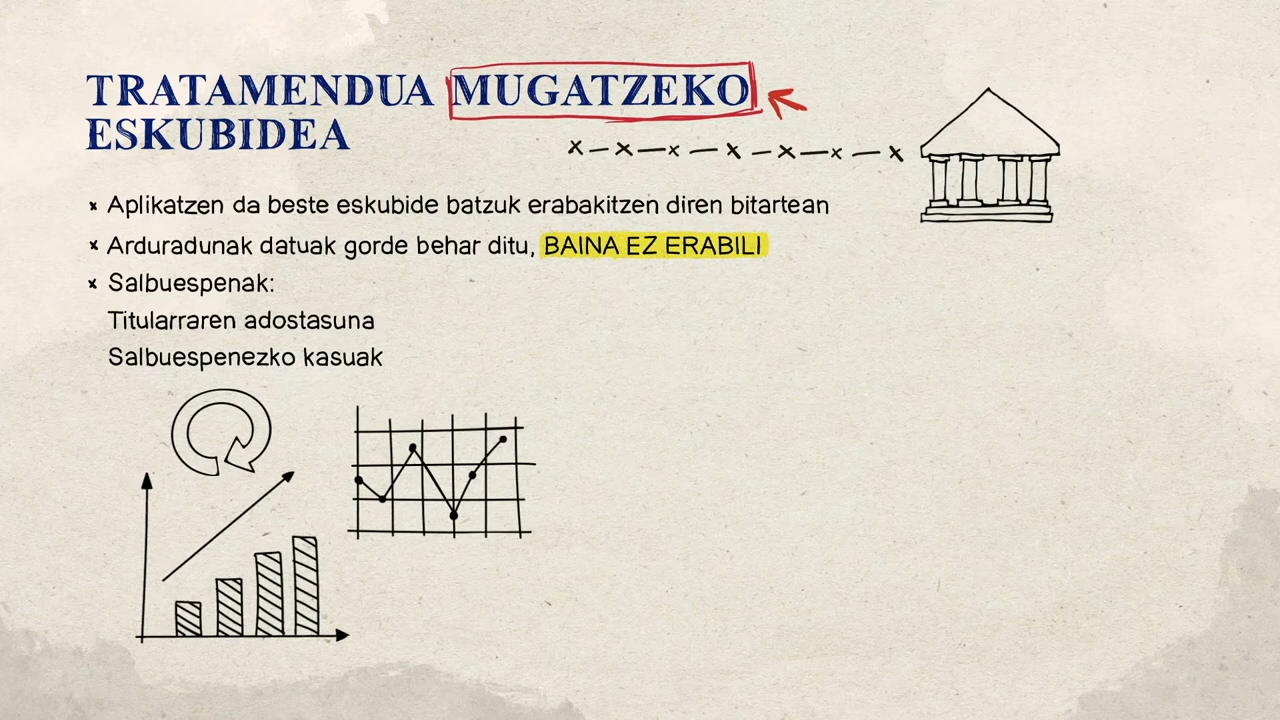 TRATAMENDUA MUGATZEKO
ESKUBIDEA
x Aplikatzen da beste eskubide batzuk erabakitzen diren bitartean
x Arduradunak datuak gorde behar ditu, BAINA EZ ERABILI
x Salbuespenak:
Titularraren adostasuna
Salbuespenezko kasuak